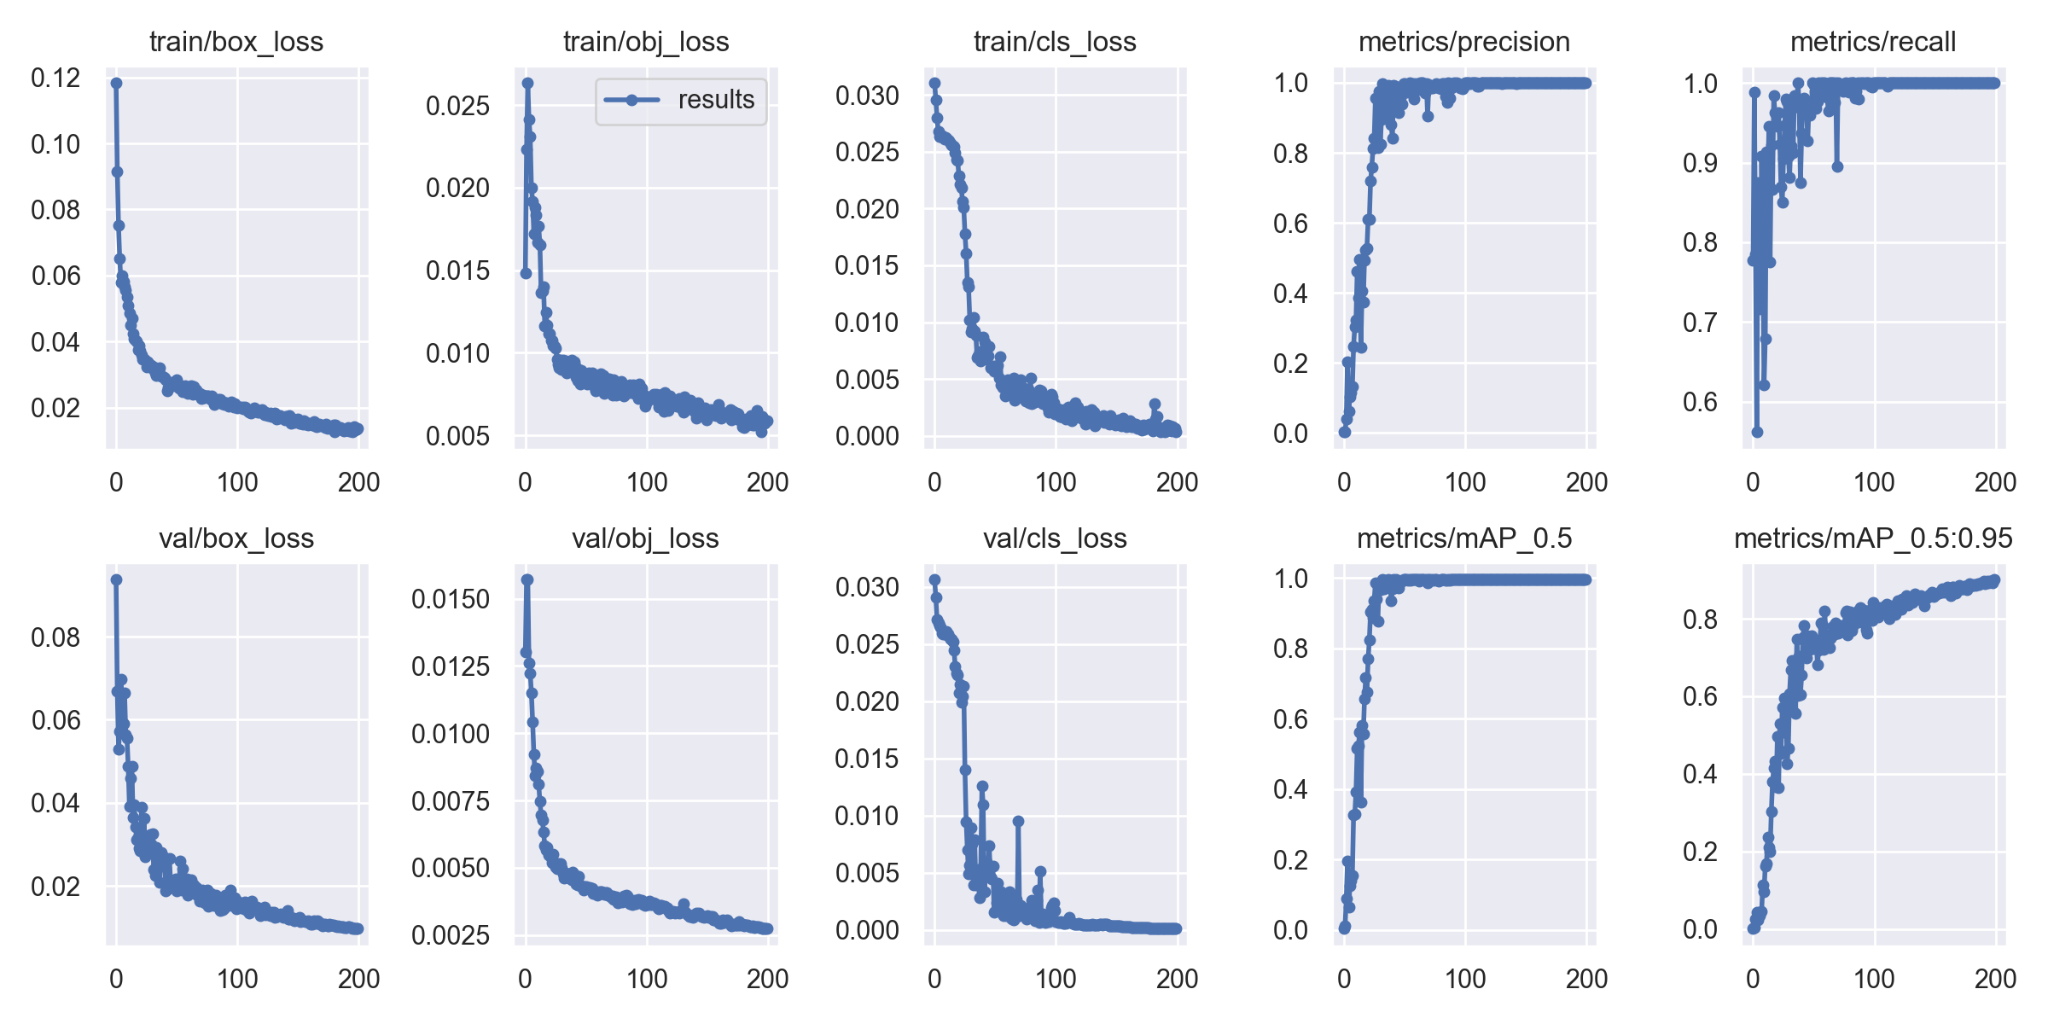 train/box_loss train/obj_loss train/cls_loss metrics/precision metrics/recall
0.12 0.10 0.08 0.06 0.04 0.02
0 100 200
results
0.025 0.020 0.015 0.010 0.005
0 100 200
0.030 0.025 0.020 0.015 0.010 0.005 0.000
0 100 200
1.0 0.8 0.6 0.4 0.2 0.0
0 100 200
1.0 0.9 0.8 0.7 0.6
0 100 200
val/box_loss val/obj_loss val/cls_loss metrics/mAP_0.5 metrics/mAP_0.5:0.95
0.08 0.06 0.04 0.02
0 100 200
0.0150 0.0125 0.0100 0.0075 0.0050 0.0025
0 100 200
0.030 0.025 0.020 0.015 0.010 0.005 0.000
0 100 200
1.0 0.8 0.6 0.4 0.2 0.0
0 100 200
0.8 0.6 0.4 0.2 0.0
0 100 200